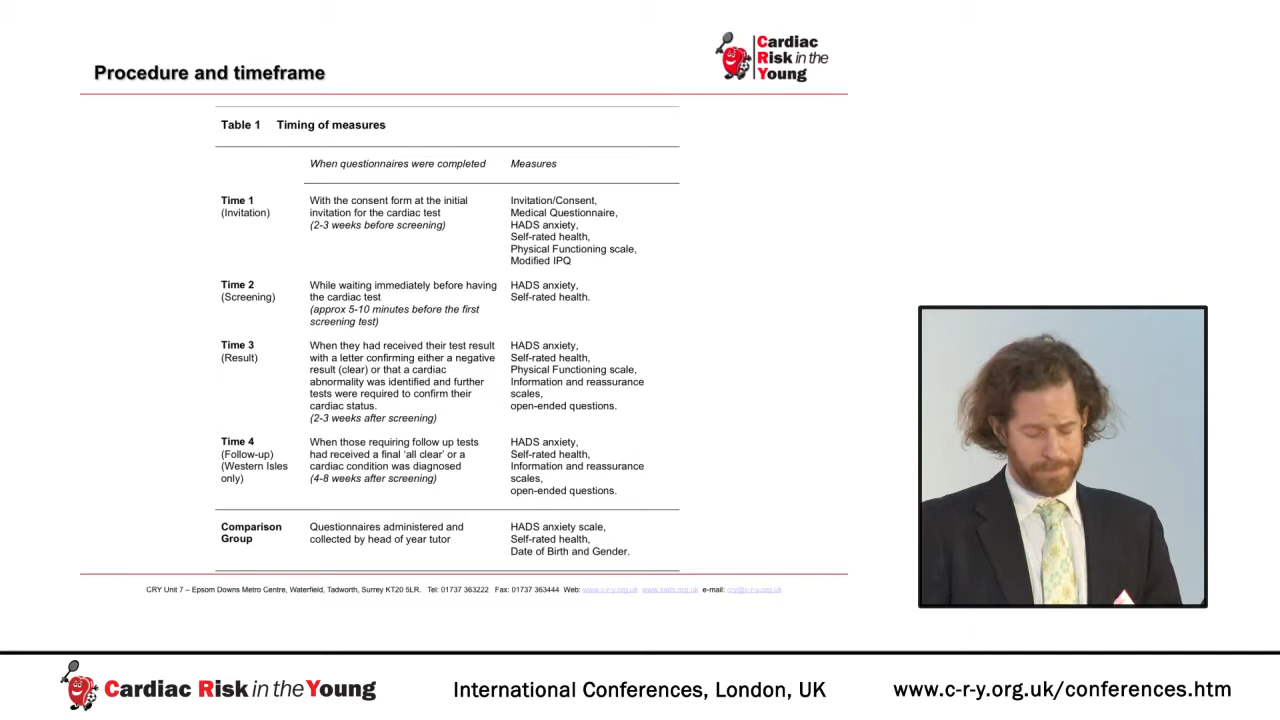 Procedure and timeframe
Cardiac
Risk in the
Young
Table 1 Timing of measures
When questionnaires were completed Measures
Time 1
(Invitation)
With the consent form at the initial
invitation for the cardiac test
(2-3 weeks before screening)
Invitation/Consent,
Medical Questionnaire,
HADS anxiety,
Self-rated health,
Physical Functioning scale,
Modified IPQ
Time 2
(Screening)
While waiting immediately before having
the cardiac test
(approx 5-10 minutes before the first
screening test)
HADS anxiety,
Self-rated health.
Time 3
(Result)
When they had received their test result
with a letter confirming either a negative
result (clear) or that a cardiac
abnormality was identified and further
tests were required to confirm their
cardiac status.
(2-3 weeks after screening)
HADS anxiety,
Self-rated health,
Physical Functioning scale,
Information and reassurance
scales,
open-ended questions.
Time 4
(Follow-up)
(Western Isles
only)
When those requiring follow up tests
had received a final ‘all clear’ or a
cardiac condition was diagnosed
(4-8 weeks after screening)
HADS anxiety,
Self-rated health,
Information and reassurance
scales,
open-ended questions.
Comparison
Group
Questionnaires administered and
collected by head of year tutor
HADS anxiety scale,
Self-rated health,
Date of Birth and Gender.
CRY Unit 7 – Epsom Downs Metro Centre, Waterfield, Tadworth, Surrey KT20 5LR. Tel: 01737 363222 Fax: 01737 363444 Web: www.c-r-y.org.uk www.sads.org.uk e-mail: cry@c-r-y.org.uk
Cardiac Risk in the Young
International Conferences, London, UK
www.c-r-y.org.uk/conferences.htm